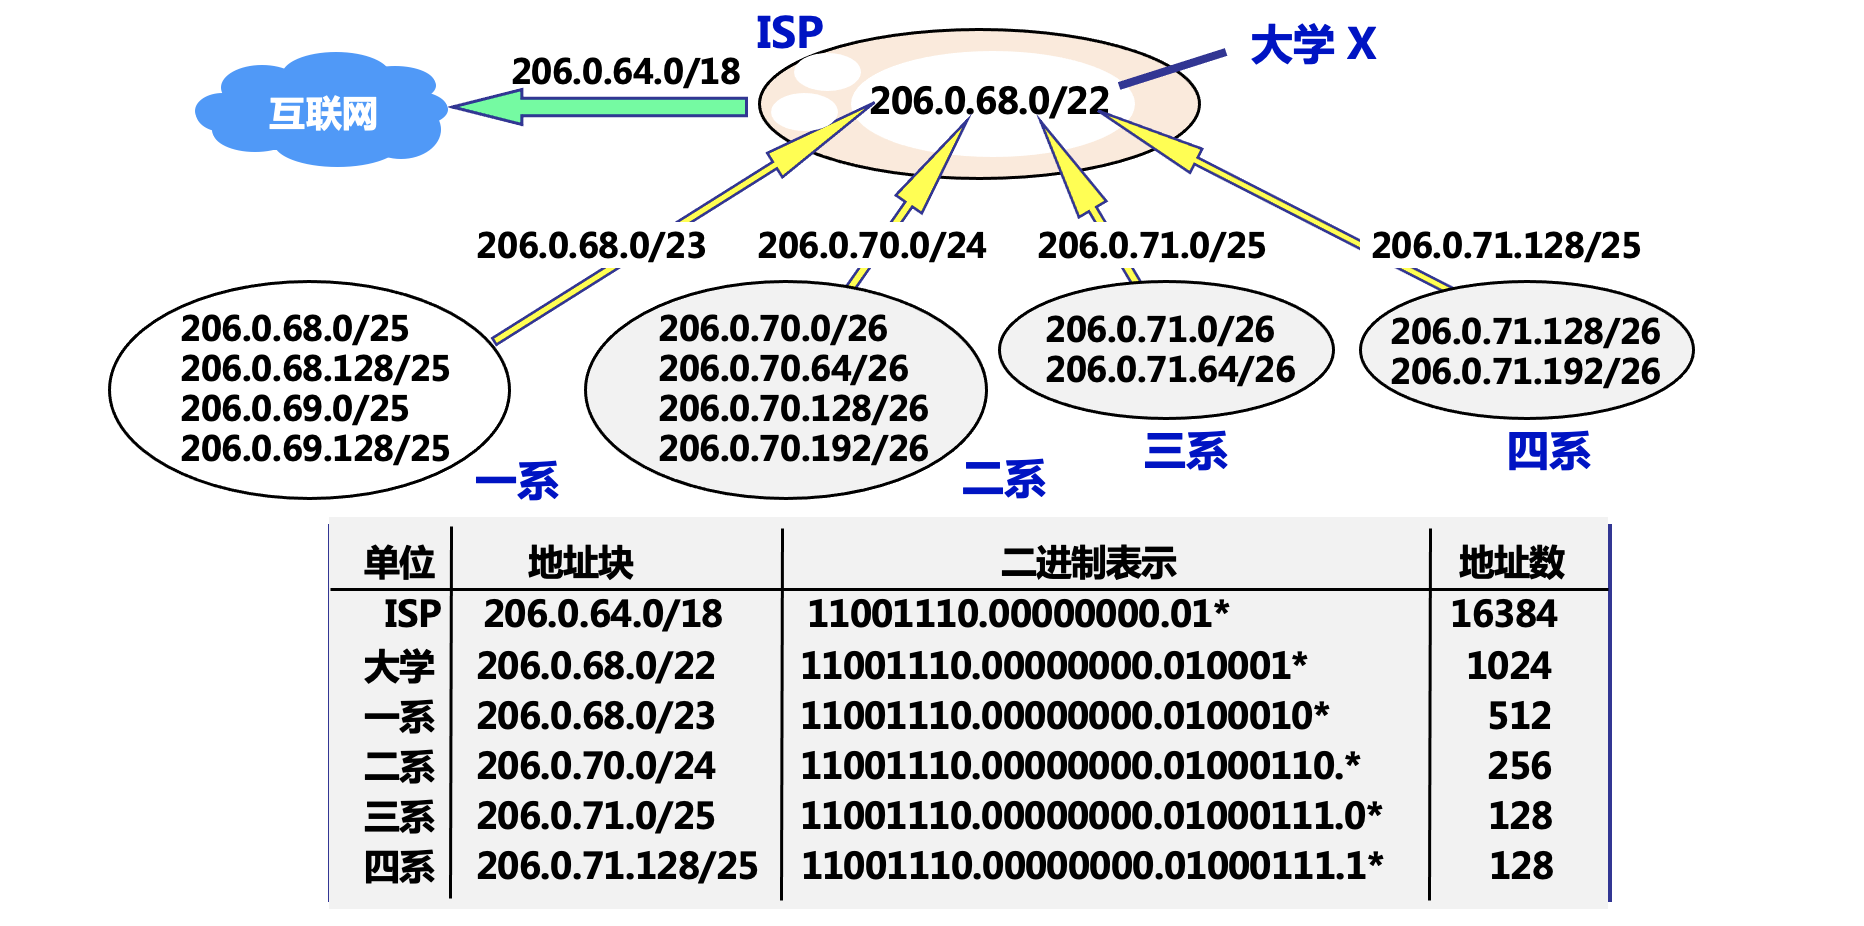 ISP
大学 X
206.0.64.0/18
互联网
206.0.68.0/22
206.0.68.0/23
206.0.70.0/24
206.0.71.0/25
206.0.71.128/25
206.0.68.0/25
206.0.68.128/25
206.0.69.0/25
206.0.69.128/25
一系
206.0.70.0/26
206.0.70.64/26
206.0.70.128/26
206.0.70.192/26
二系
206.0.71.0/26
206.0.71.64/26
三系
206.0.71.128/26
206.0.71.192/26
四系
单位 地址块 二进制表示 地址数
ISP 206.0.64.0/18 11001110.00000000.01* 16384
大学 206.0.68.0/22 11001110.00000000.010001* 1024
一系 206.0.68.0/23 11001110.00000000.0100010* 512
二系 206.0.70.0/24 11001110.00000000.01000110.* 256
三系 206.0.71.0/25 11001110.00000000.01000111.0* 128
四系 206.0.71.128/25 11001110.00000000.01000111.1* 128